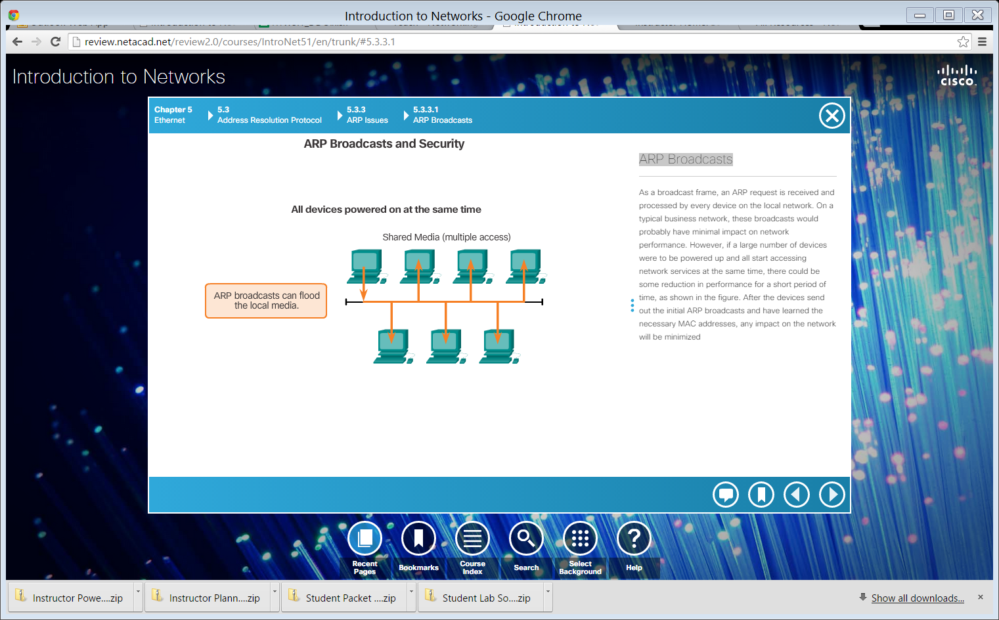 Introduction to Networks - Google Chrome
review.netacad.net/review2.0/courses/IntroNet51/en/trunk/#5.3.3.1
Introduction to Networks
CISCO
Chapter 5
Ethernet
5.3
Address Resolution Protocol
5.3.3
ARP Issues
5.3.3.1
ARP Broadcasts
ARP Broadcasts and Security
All devices powered on at the same time
Shared Media (multiple access)
ARP broadcasts can flood
the local media.
ARP Broadcasts
As a broadcast frame, an ARP request is received and
processed by every device on the local network. On a
typical business network, these broadcasts would
probably have minimal impact on network
performance. However, if a large number of devices
were to be powered up and all start accessing
network services at the same time, there could be
some reduction in performance for a short period of
time, as shown in the figure. After the devices send
out the initial ARP broadcasts and have learned the
necessary MAC addresses, any impact on the network
will be minimized
Recent
Pages
Bookmarks
Course
Index
Search
Select
Background
?
Help
Instructor Powe....zip
Instructor Plann....zip
Student Packet ....zip
Student Lab So....zip
Show all downloads...